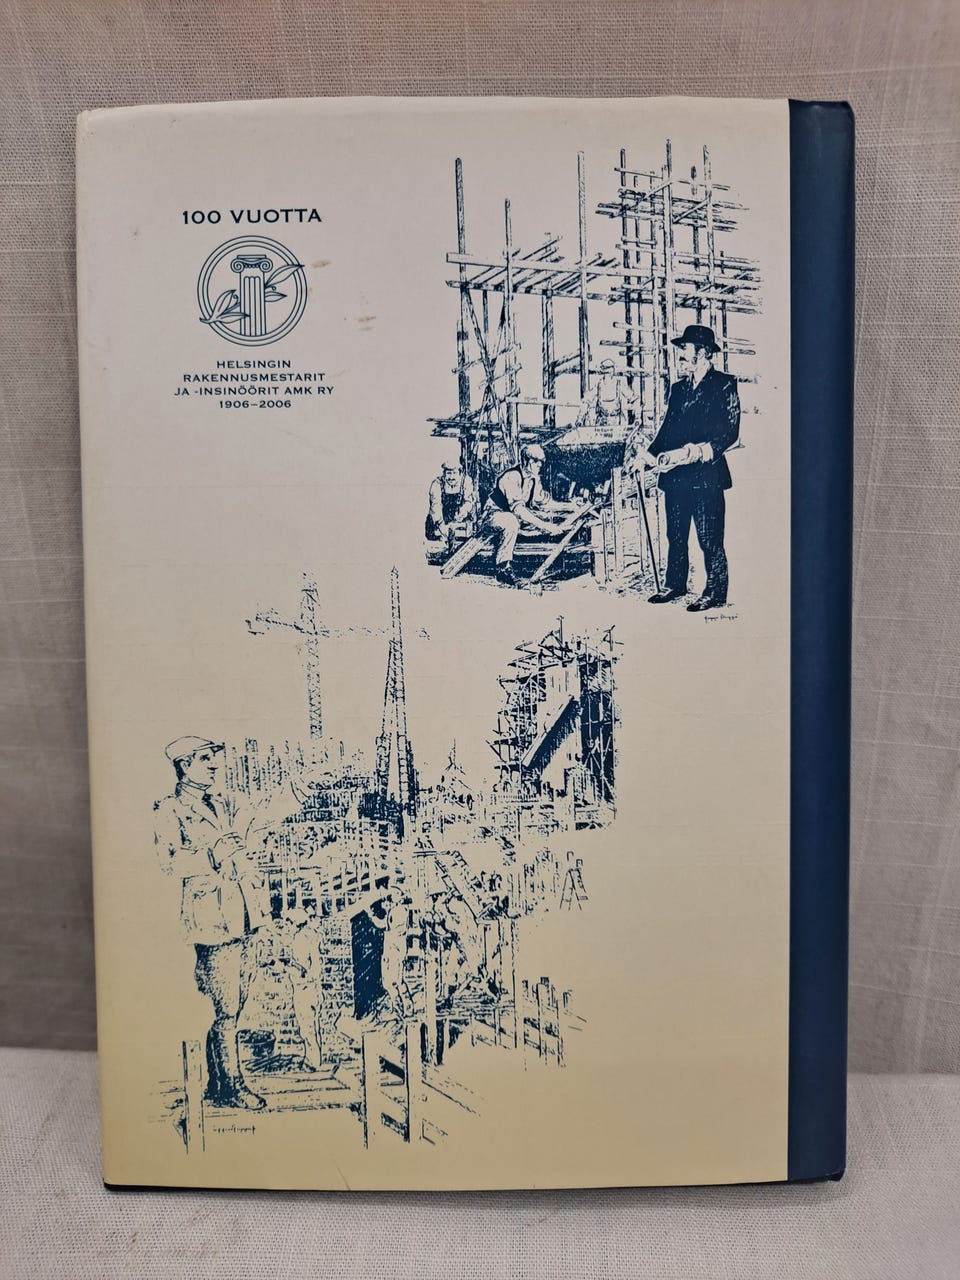 100 VUOTTA
HELSINGIN
RAKENNUSMESTARIT
JA -INSINÖÖRIT AMK RY
1906–2006